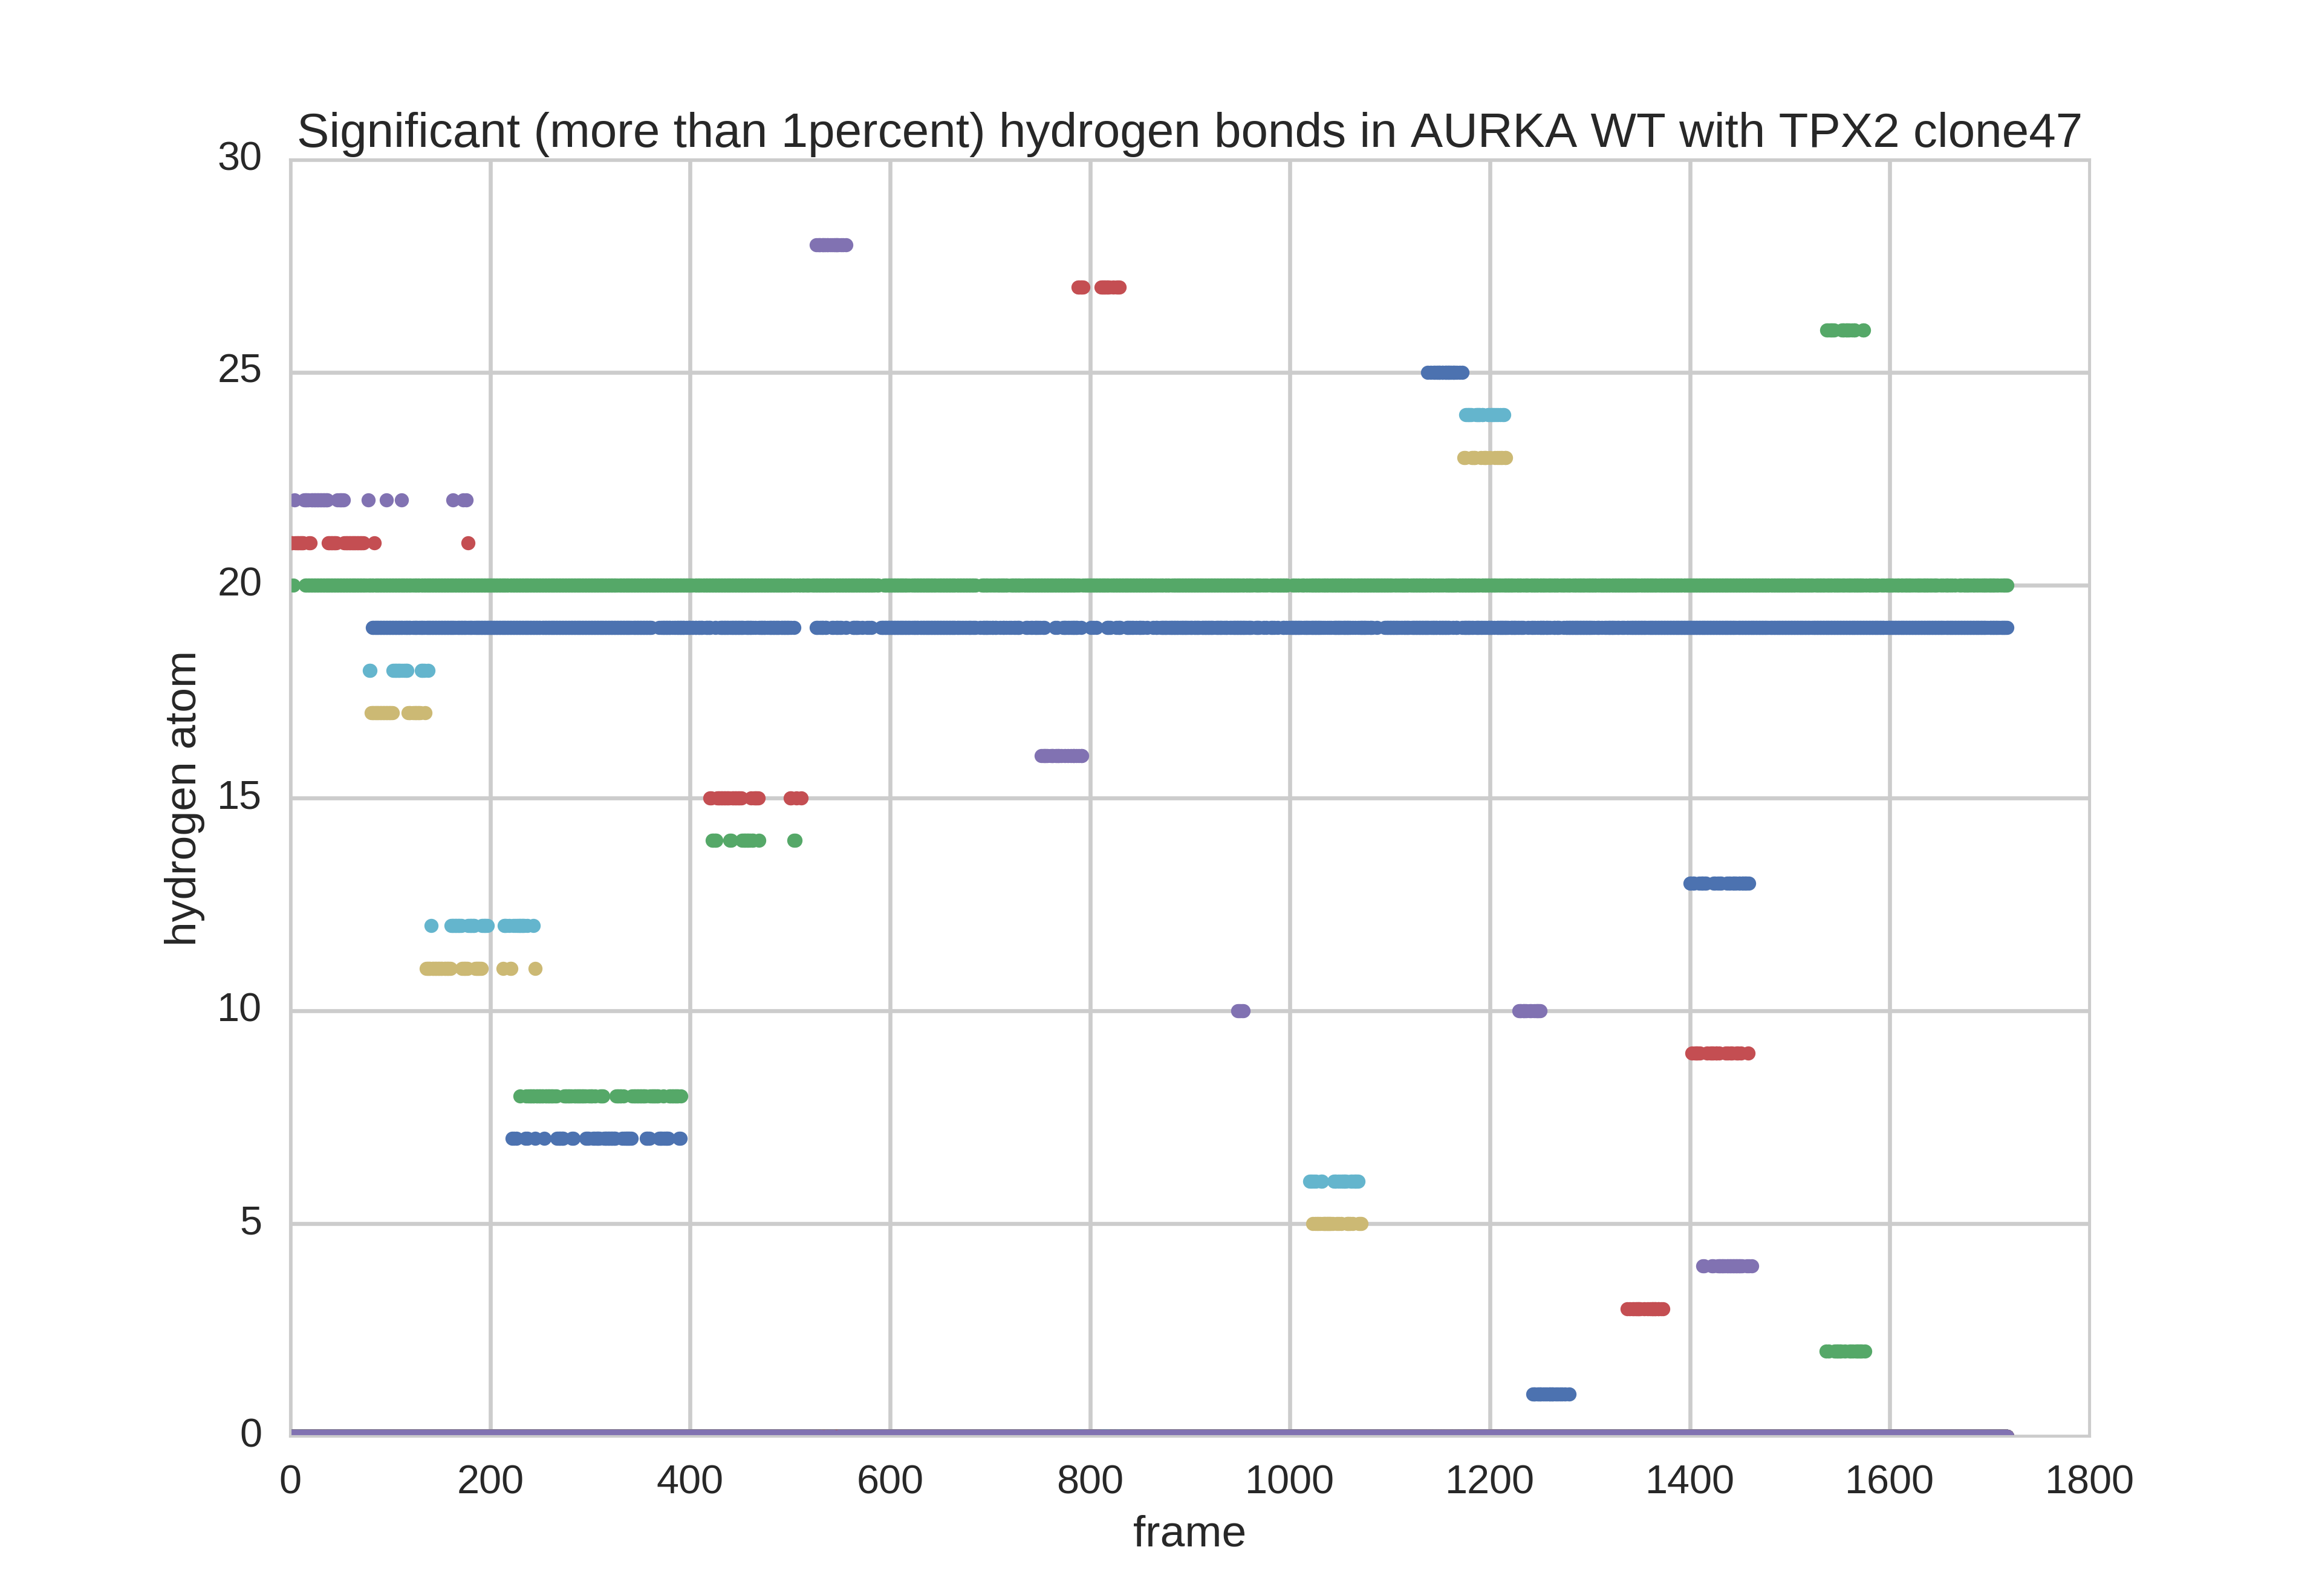 Significant (more than 1percent) hydrogen bonds in AURKA WT with TPX2 clone47
30
25
20
15
10
5
0
hydrogen atom
0 200 400 600 800 1000 1200 1400 1600 1800
frame